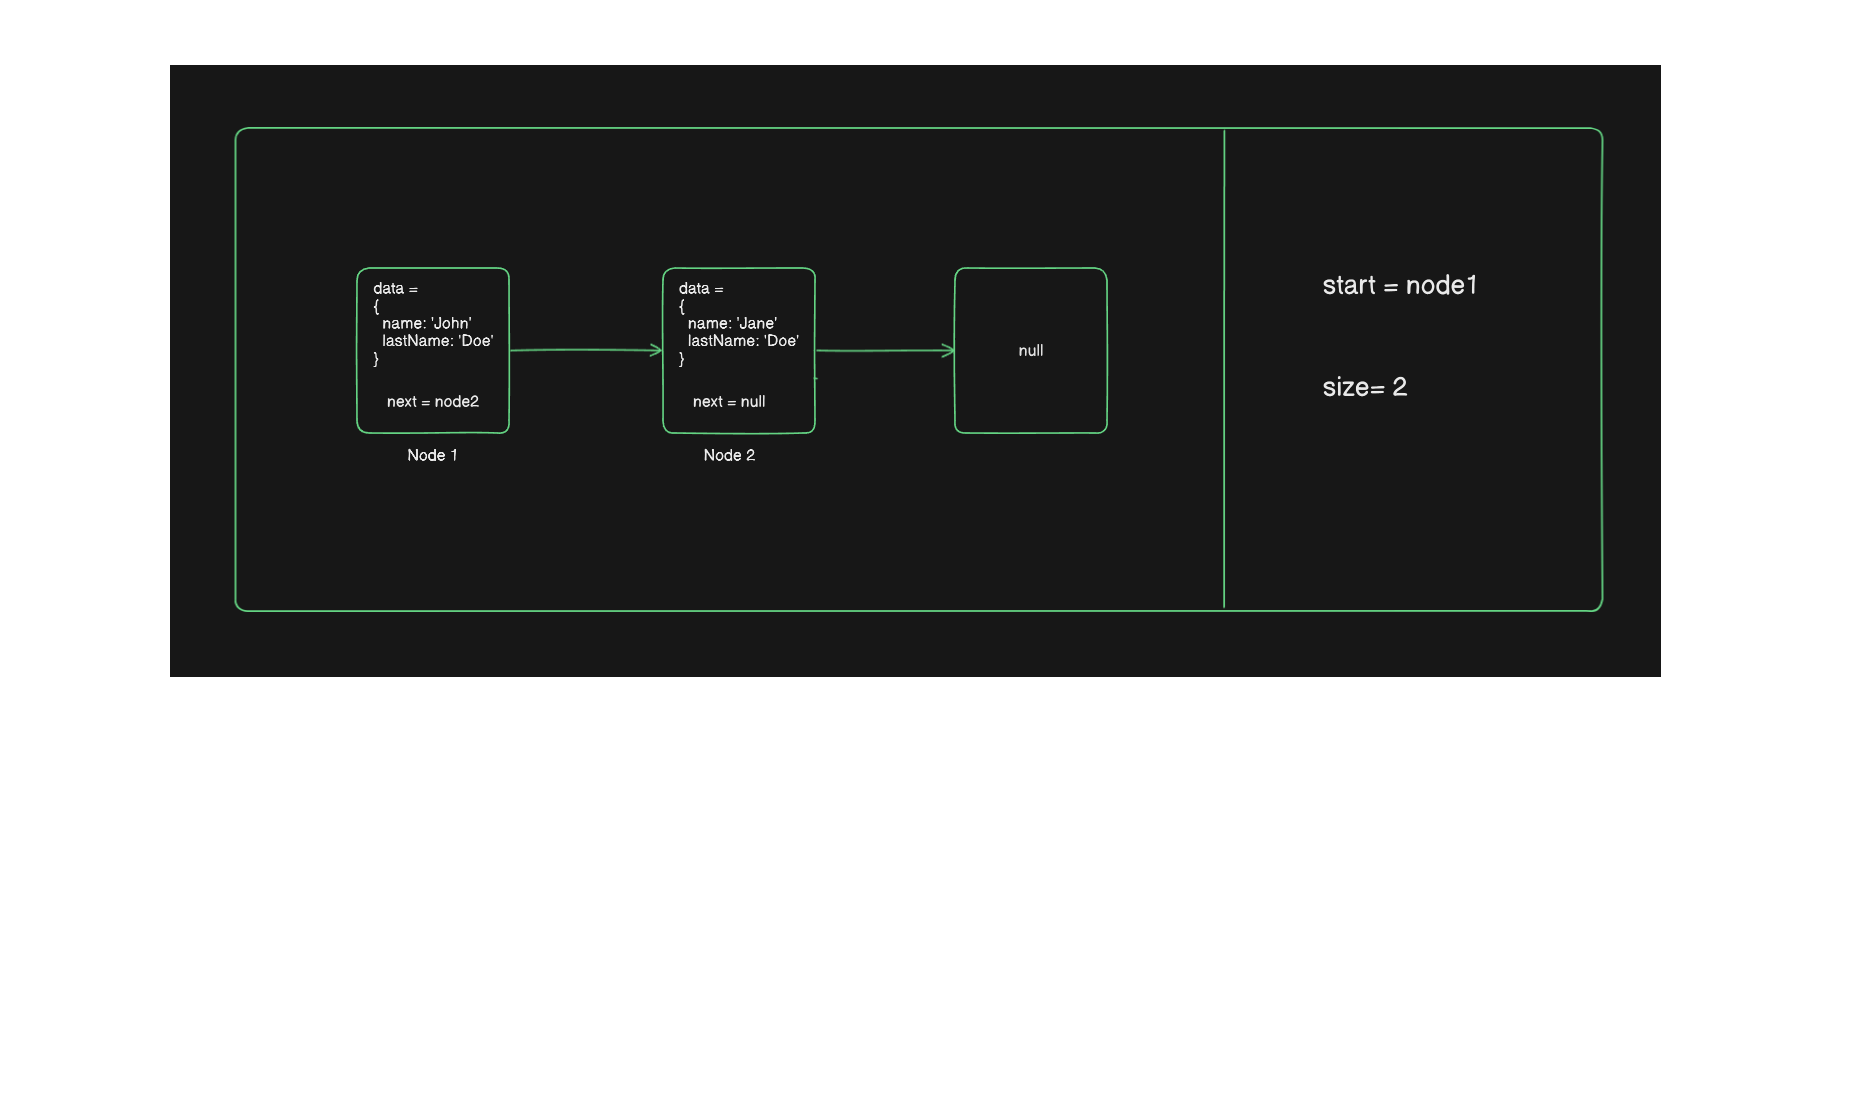 data =
{
name: 'John'
lastName: 'Doe'
}
next = node2
Node 1
data =
{
name: 'Jane'
lastName: 'Doe'
}
next = null
Node 2
null
start = node1
size= 2